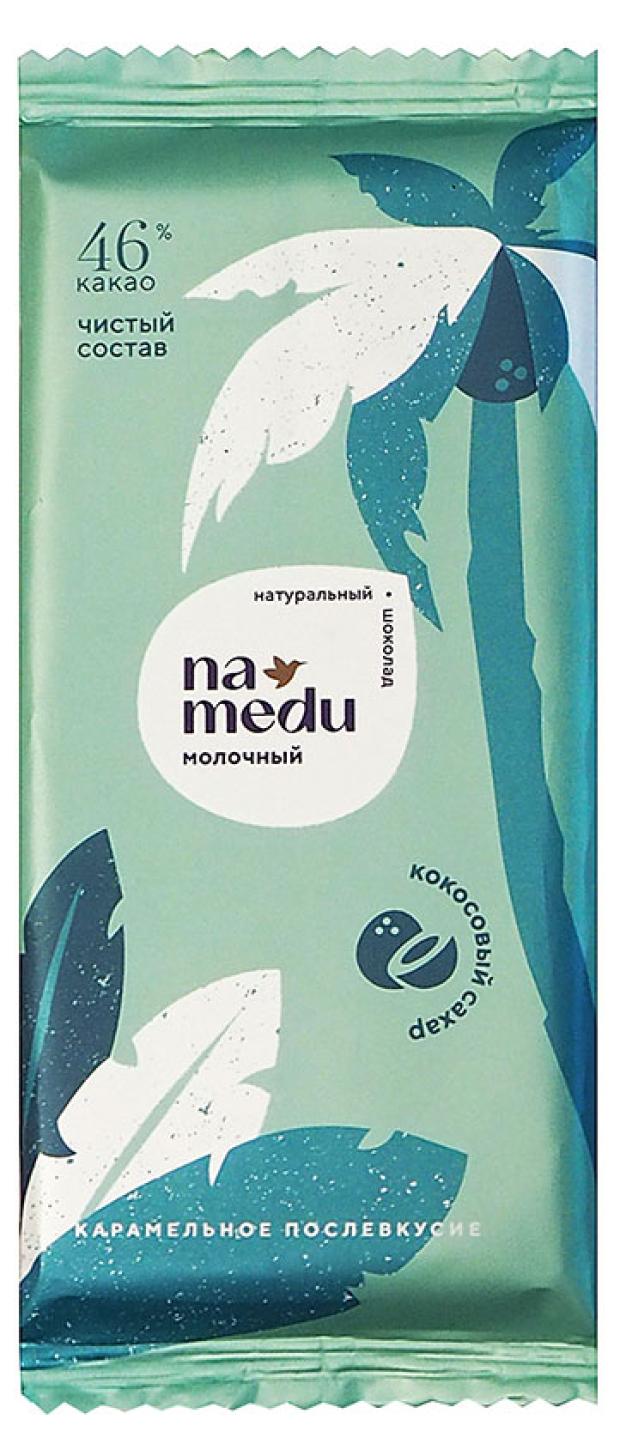 46%
какао
чистый
состав
натуральный • шоколад
na
medu
молочный
кокосовый сахар
КАРАМЕЛЬНОЕ ПОСЛЕВКУСИЕ